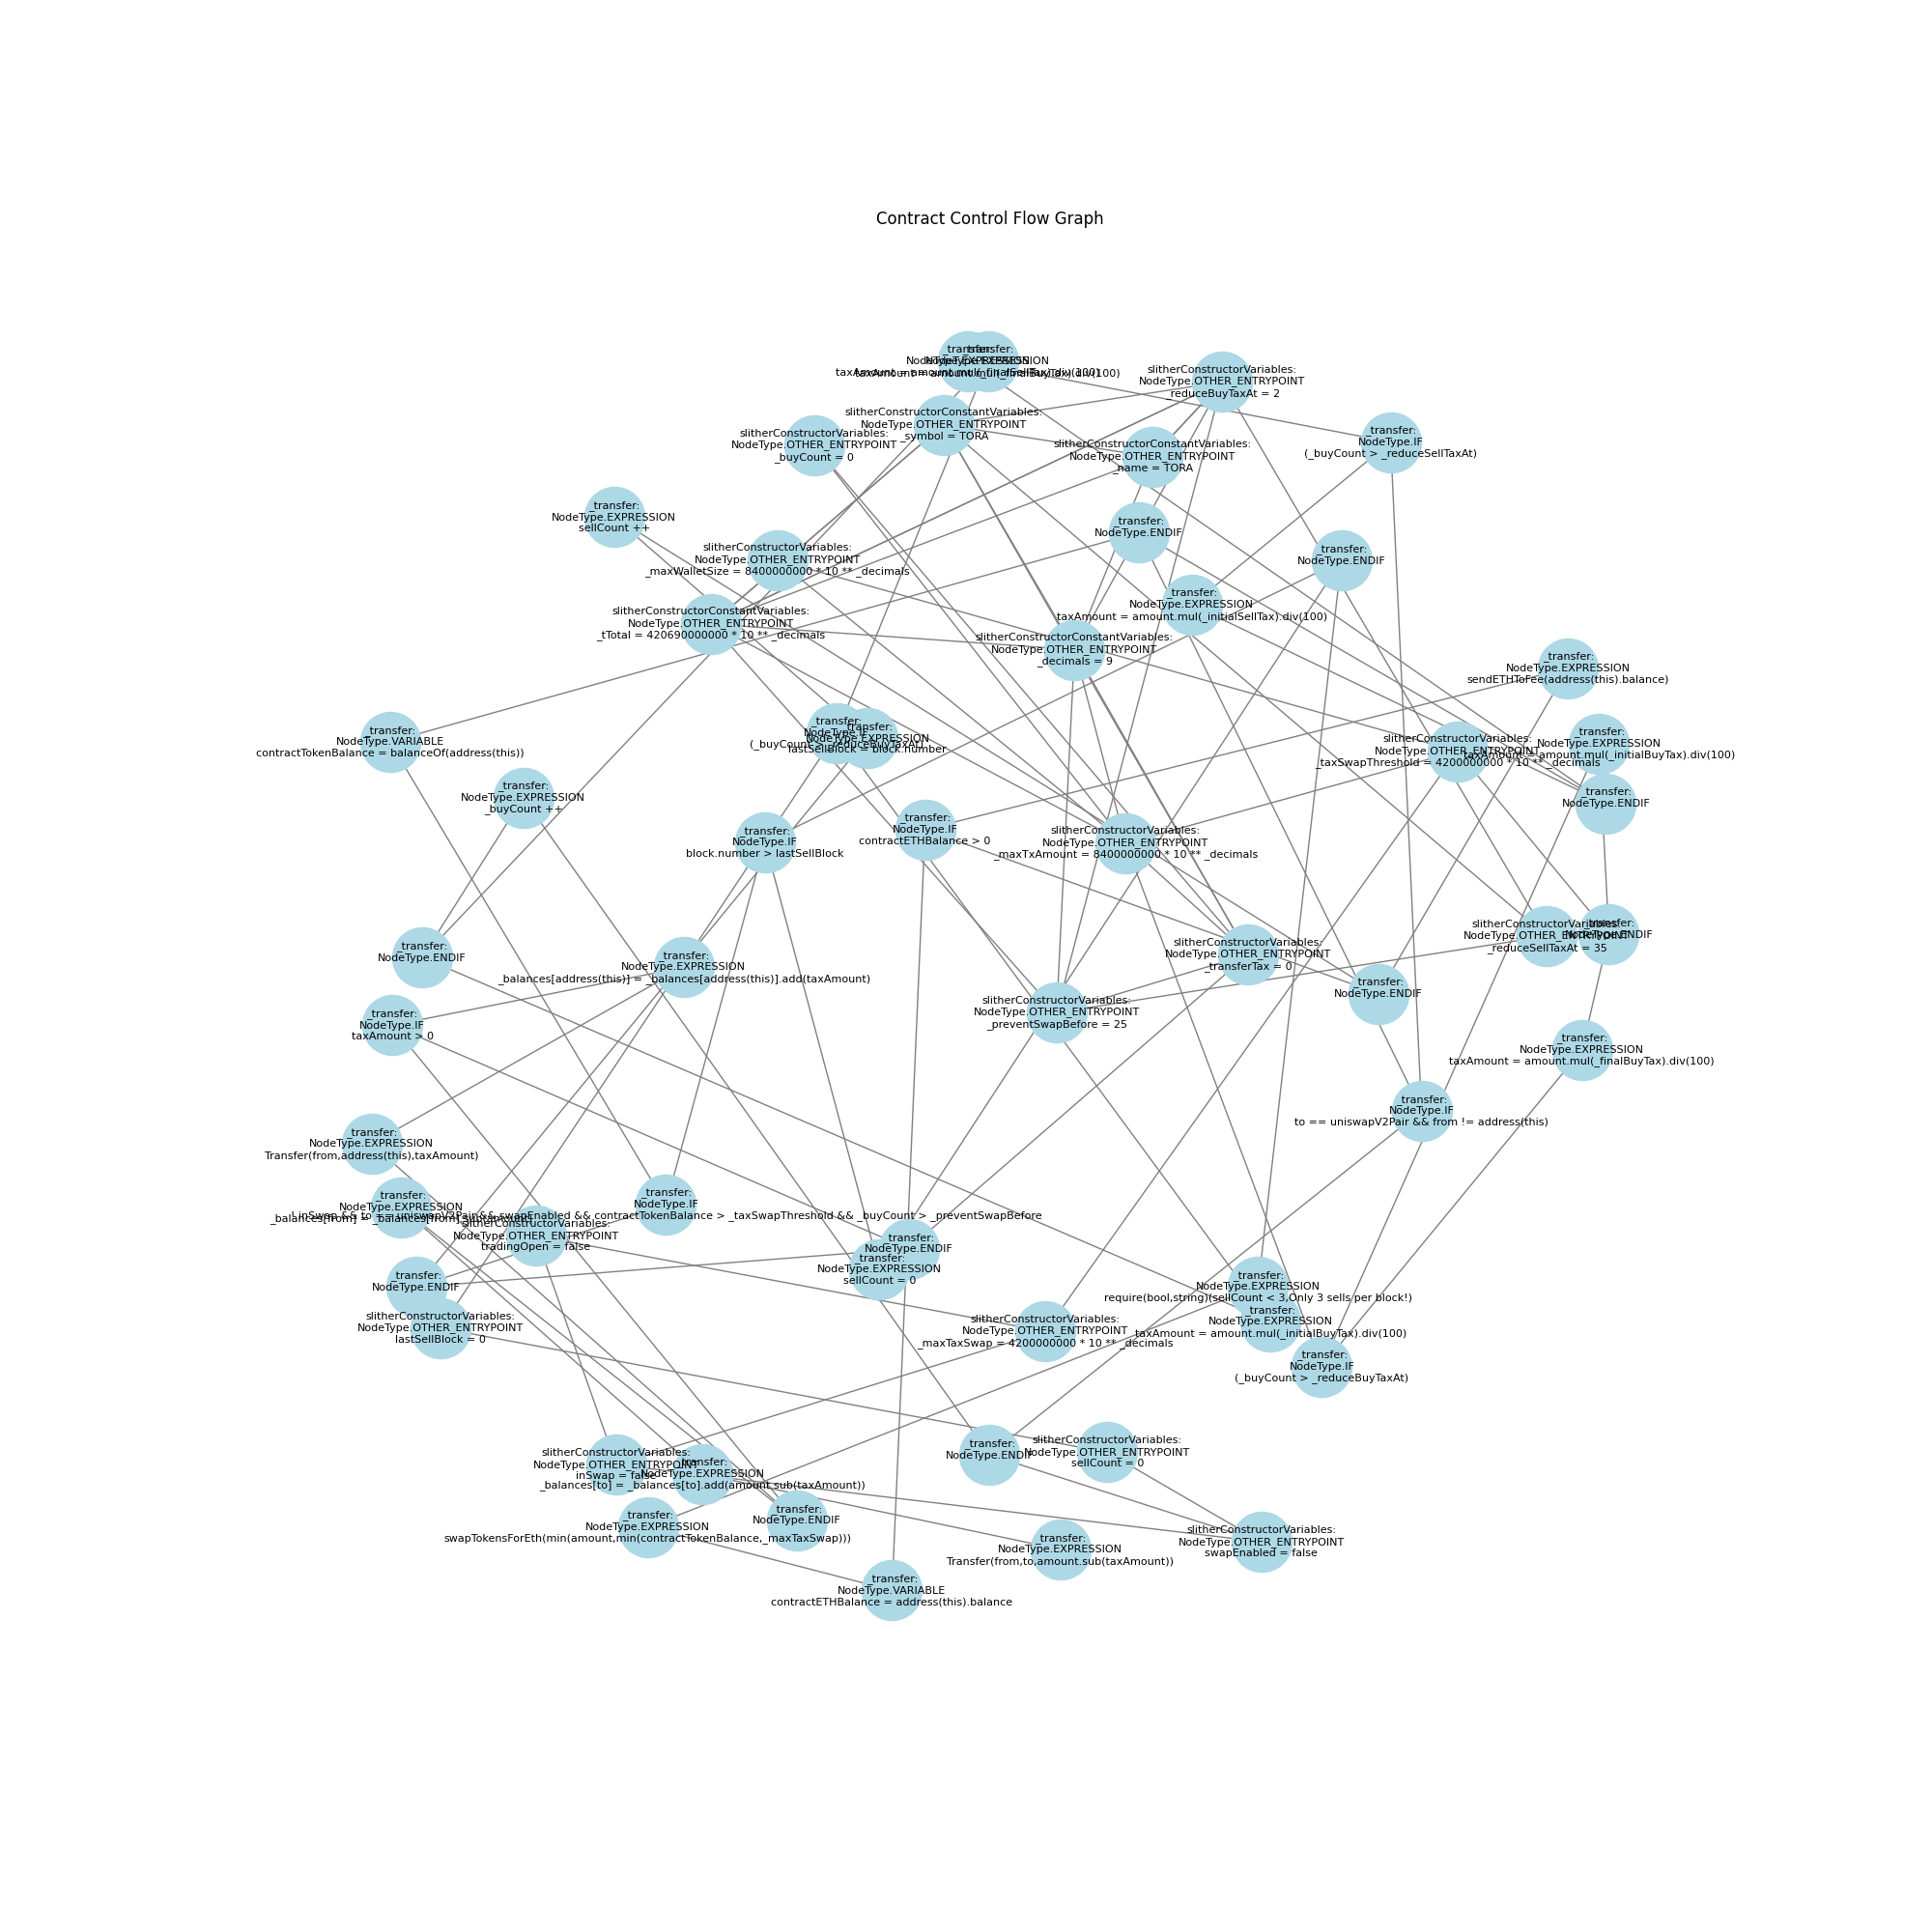 Contract Control Flow Graph
_transfer:
NodeType.EXPRESSION
taxAmount = amount.mul(_finalSellTax).div(100)
_transfer:
NodeType.EXPRESSION
taxAmount = amount.mul(_finalBuyTax).div(100)
slitherConstructorVariables:
NodeType.OTHER_ENTRYPOINT
_reduceBuyTaxAt = 2
slitherConstructorConstantVariables:
NodeType.OTHER_ENTRYPOINT
_symbol = TORA
slitherConstructorVariables:
NodeType.OTHER_ENTRYPOINT
_buyCount = 0
_transfer:
NodeType.IF
(_buyCount > _reduceSellTaxAt)
slitherConstructorConstantVariables:
NodeType.OTHER_ENTRYPOINT
_name = TORA
_transfer:
NodeType.EXPRESSION
sellCount ++
_transfer:
NodeType.ENDIF
slitherConstructorVariables:
NodeType.OTHER_ENTRYPOINT
_maxWalletSize = 8400000000 * 10 ** _decimals
_transfer:
NodeType.ENDIF
_transfer:
NodeType.EXPRESSION
taxAmount = amount.mul(_initialSellTax).div(100)
slitherConstructorConstantVariables:
NodeType.OTHER_ENTRYPOINT
_tTotal = 420690000000 * 10 ** _decimals
slitherConstructorConstantVariables:
NodeType.OTHER_ENTRYPOINT
_decimals = 9
_transfer:
NodeType.EXPRESSION
sendETHToFee(address(this).balance)
_transfer:
NodeType.VARIABLE
contractTokenBalance = balanceOf(address(this))
_transfer:
NodeType.IF
(_buyCount > _reduceBuyTaxAt)
_transfer:
NodeType.EXPRESSION
lastSellBlock = block.number
slitherConstructorVariables:
NodeType.OTHER_ENTRYPOINT
_taxSwapThreshold = 4200000000 * 10 ** _decimals
_transfer:
NodeType.EXPRESSION
taxAmount = amount.mul(_initialBuyTax).div(100)
_transfer:
NodeType.EXPRESSION
_buyCount ++
_transfer:
NodeType.ENDIF
_transfer:
NodeType.IF
block.number > lastSellBlock
_transfer:
NodeType.IF
contractETHBalance > 0
slitherConstructorVariables:
NodeType.OTHER_ENTRYPOINT
_maxTxAmount = 8400000000 * 10 ** _decimals
_transfer:
NodeType.ENDIF
_transfer:
NodeType.EXPRESSION
_balances[address(this)] = _balances[address(this)].add(taxAmount)
slitherConstructorVariables:
NodeType.OTHER_ENTRYPOINT
_transferTax = 0
slitherConstructorVariables:
NodeType.OTHER_ENTRYPOINT
_reduceSellTaxAt = 35
_transfer:
NodeType.ENDIF
_transfer:
NodeType.ENDIF
_transfer:
NodeType.IF
taxAmount > 0
slitherConstructorVariables:
NodeType.OTHER_ENTRYPOINT
_preventSwapBefore = 25
_transfer:
NodeType.EXPRESSION
taxAmount = amount.mul(_finalBuyTax).div(100)
_transfer:
NodeType.IF
to == uniswapV2Pair && from != address(this)
_transfer:
NodeType.EXPRESSION
Transfer(from,address(this),taxAmount)
_transfer:
NodeType.EXPRESSION
_balances[from] = _balances[from].sub(amount)
_transfer:
NodeType.IF
! inSwap && to == uniswapV2Pair && swapEnabled && contractTokenBalance > _taxSwapThreshold && _buyCount > _preventSwapBefore
slitherConstructorVariables:
NodeType.OTHER_ENTRYPOINT
tradingOpen = false
_transfer:
NodeType.ENDIF
_transfer:
NodeType.EXPRESSION
sellCount = 0
_transfer:
NodeType.ENDIF
_transfer:
NodeType.EXPRESSION
require(bool,string)(sellCount < 3,Only 3 sells per block!)
slitherConstructorVariables:
NodeType.OTHER_ENTRYPOINT
lastSellBlock = 0
slitherConstructorVariables:
NodeType.OTHER_ENTRYPOINT
_maxTaxSwap = 4200000000 * 10 ** _decimals
_transfer:
NodeType.EXPRESSION
taxAmount = amount.mul(_initialBuyTax).div(100)
_transfer:
NodeType.IF
(_buyCount > _reduceBuyTaxAt)
_transfer:
NodeType.ENDIF
slitherConstructorVariables:
NodeType.OTHER_ENTRYPOINT
sellCount = 0
slitherConstructorVariables:
NodeType.OTHER_ENTRYPOINT
inSwap = false
_transfer:
NodeType.EXPRESSION
_balances[to] = _balances[to].add(amount.sub(taxAmount))
_transfer:
NodeType.EXPRESSION
swapTokensForEth(min(amount,min(contractTokenBalance,_maxTaxSwap)))
_transfer:
NodeType.ENDIF
slitherConstructorVariables:
NodeType.OTHER_ENTRYPOINT
swapEnabled = false
_transfer:
NodeType.EXPRESSION
Transfer(from,to,amount.sub(taxAmount))
_transfer:
NodeType.VARIABLE
contractETHBalance = address(this).balance